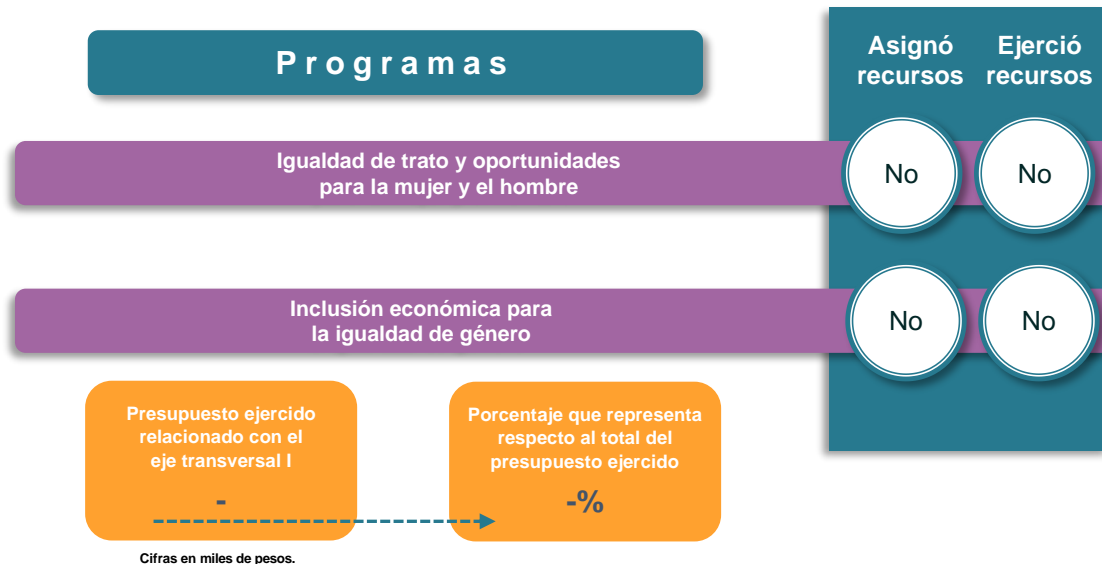 Programas
Asignó
recursos
Ejerció
recursos
Igualdad de trato y oportunidades
para la mujer y el hombre
No
No
Inclusión económica para
la igualdad de género
No
No
Presupuesto ejercido
relacionado con el
eje transversal I
-
Porcentaje que representa
respecto al total del
presupuesto ejercido
-%
Cifras en miles de pesos.